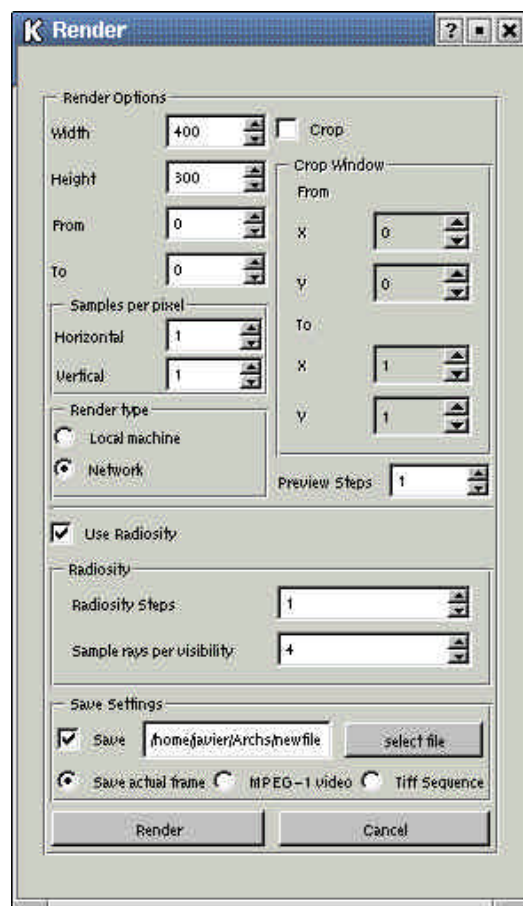 K Render ?
Render Options
Width 400
Crop
Height 300
From 0
To 0
Samples per pixel
Horizontal 1
Vertical 1
Render type
Local machine
Network
Crop Window
From
X 0
Y 0
To
X 1
Y 1
Preview Steps 1
Use Radiosity
Radiosity
Radiosity Steps 1
Sample rays per visibility 4
Save Settings
Save /home/javier/Archs/newfile select file
Save actual frame MPEG-1 video Tiff Sequence
Render Cancel